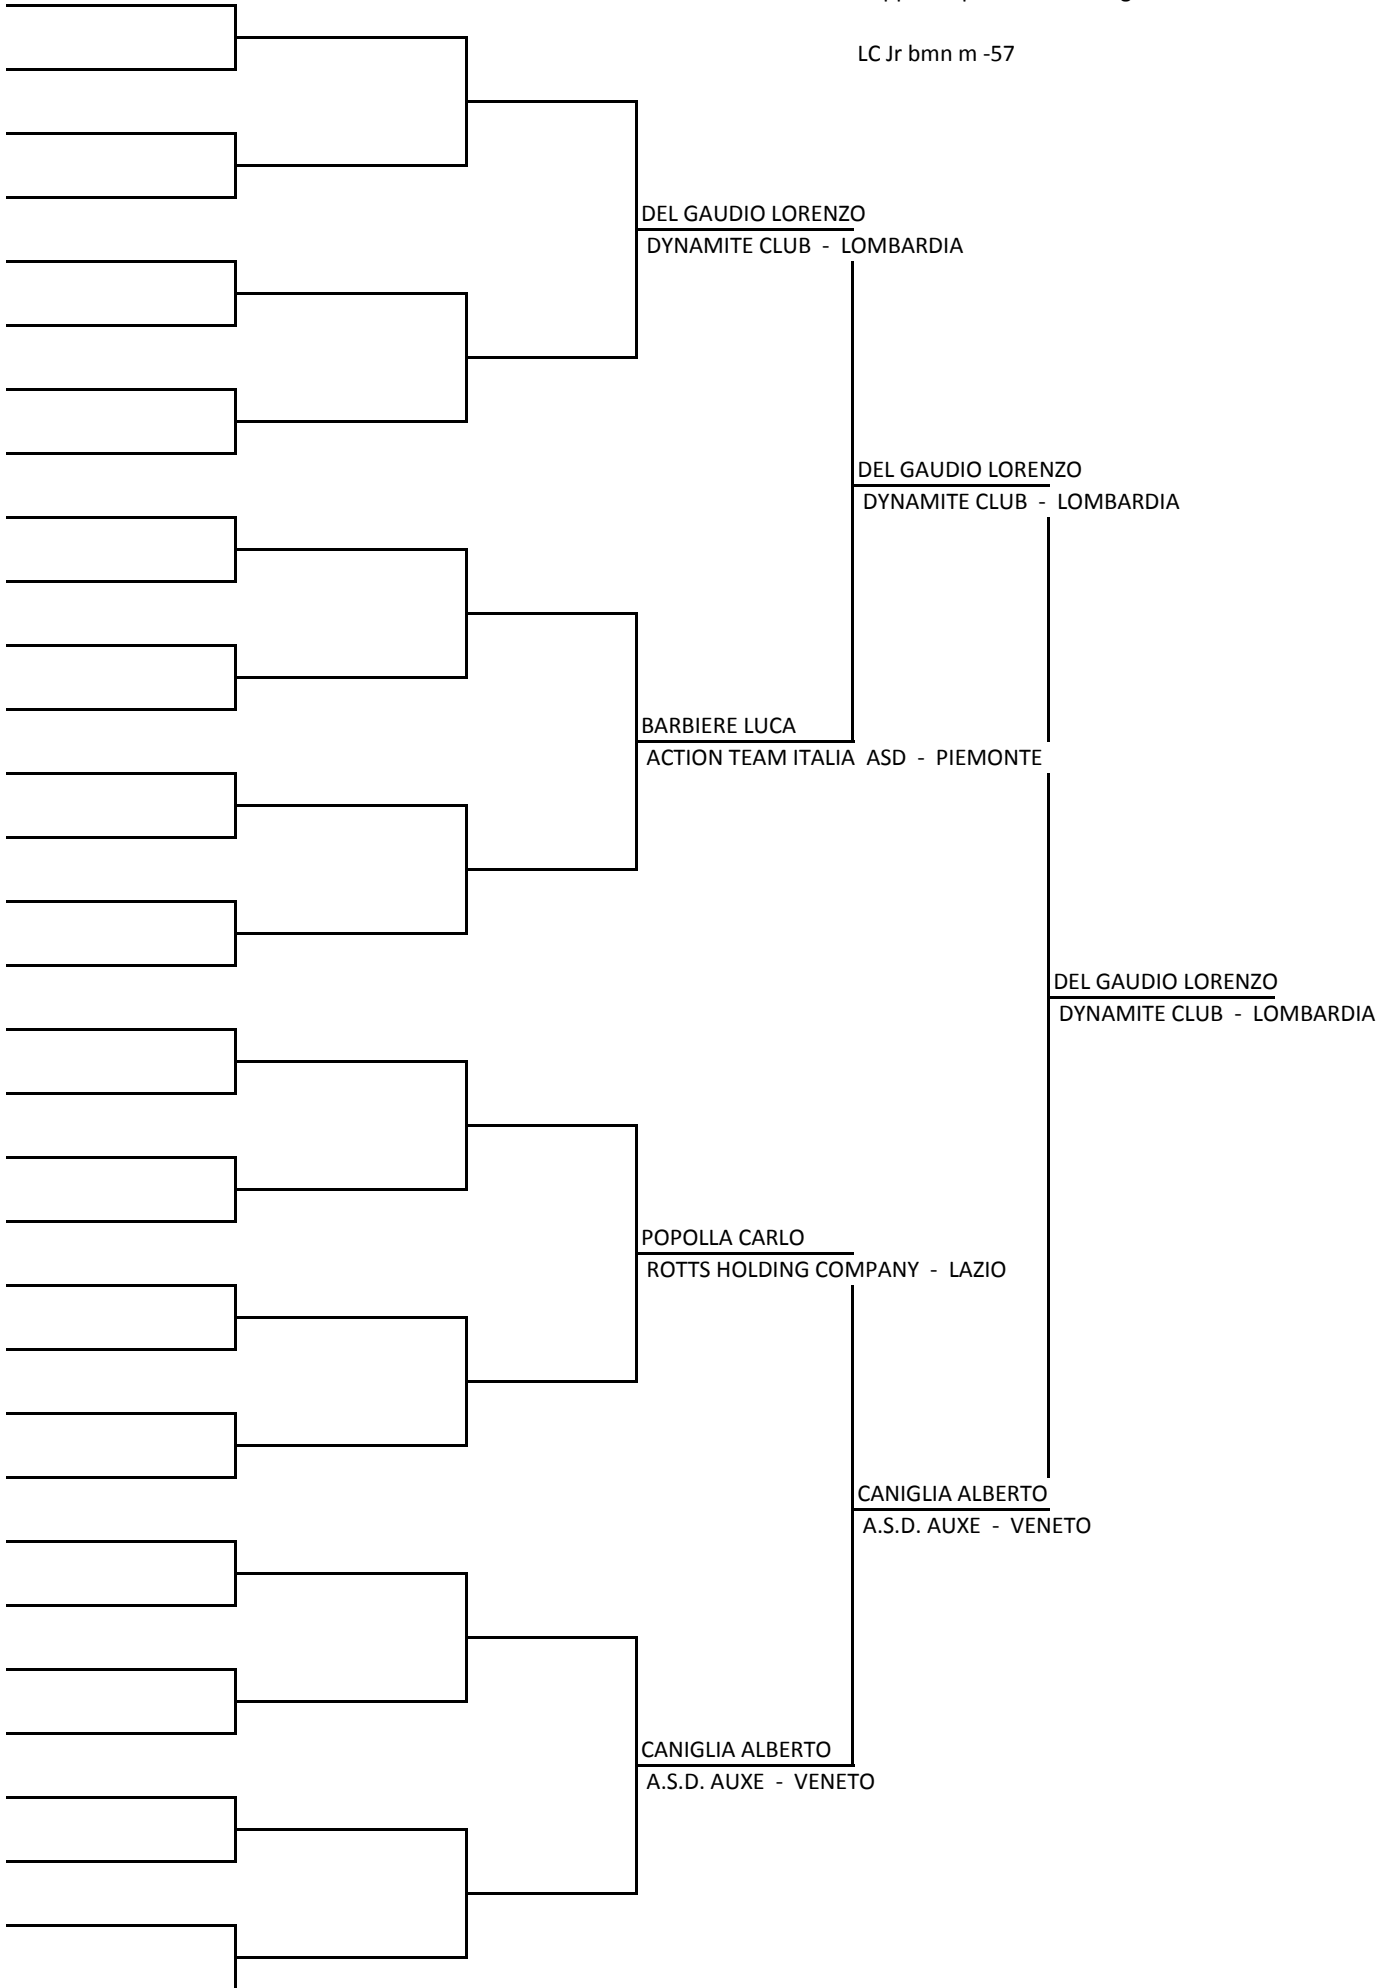 LC Jr bmn m -57
DEL GAUDIO LORENZO
DYNAMITE CLUB - LOMBARDIA
DEL GAUDIO LORENZO
DYNAMITE CLUB - LOMBARDIA
BARBIERE LUCA
ACTION TEAM ITALIA ASD - PIEMONTE
DEL GAUDIO LORENZO
DYNAMITE CLUB - LOMBARDIA
POPOLLA CARLO
ROTTS HOLDING COMPANY - LAZIO
CANIGLIA ALBERTO
A.S.D. AUXE - VENETO
CANIGLIA ALBERTO
A.S.D. AUXE - VENETO